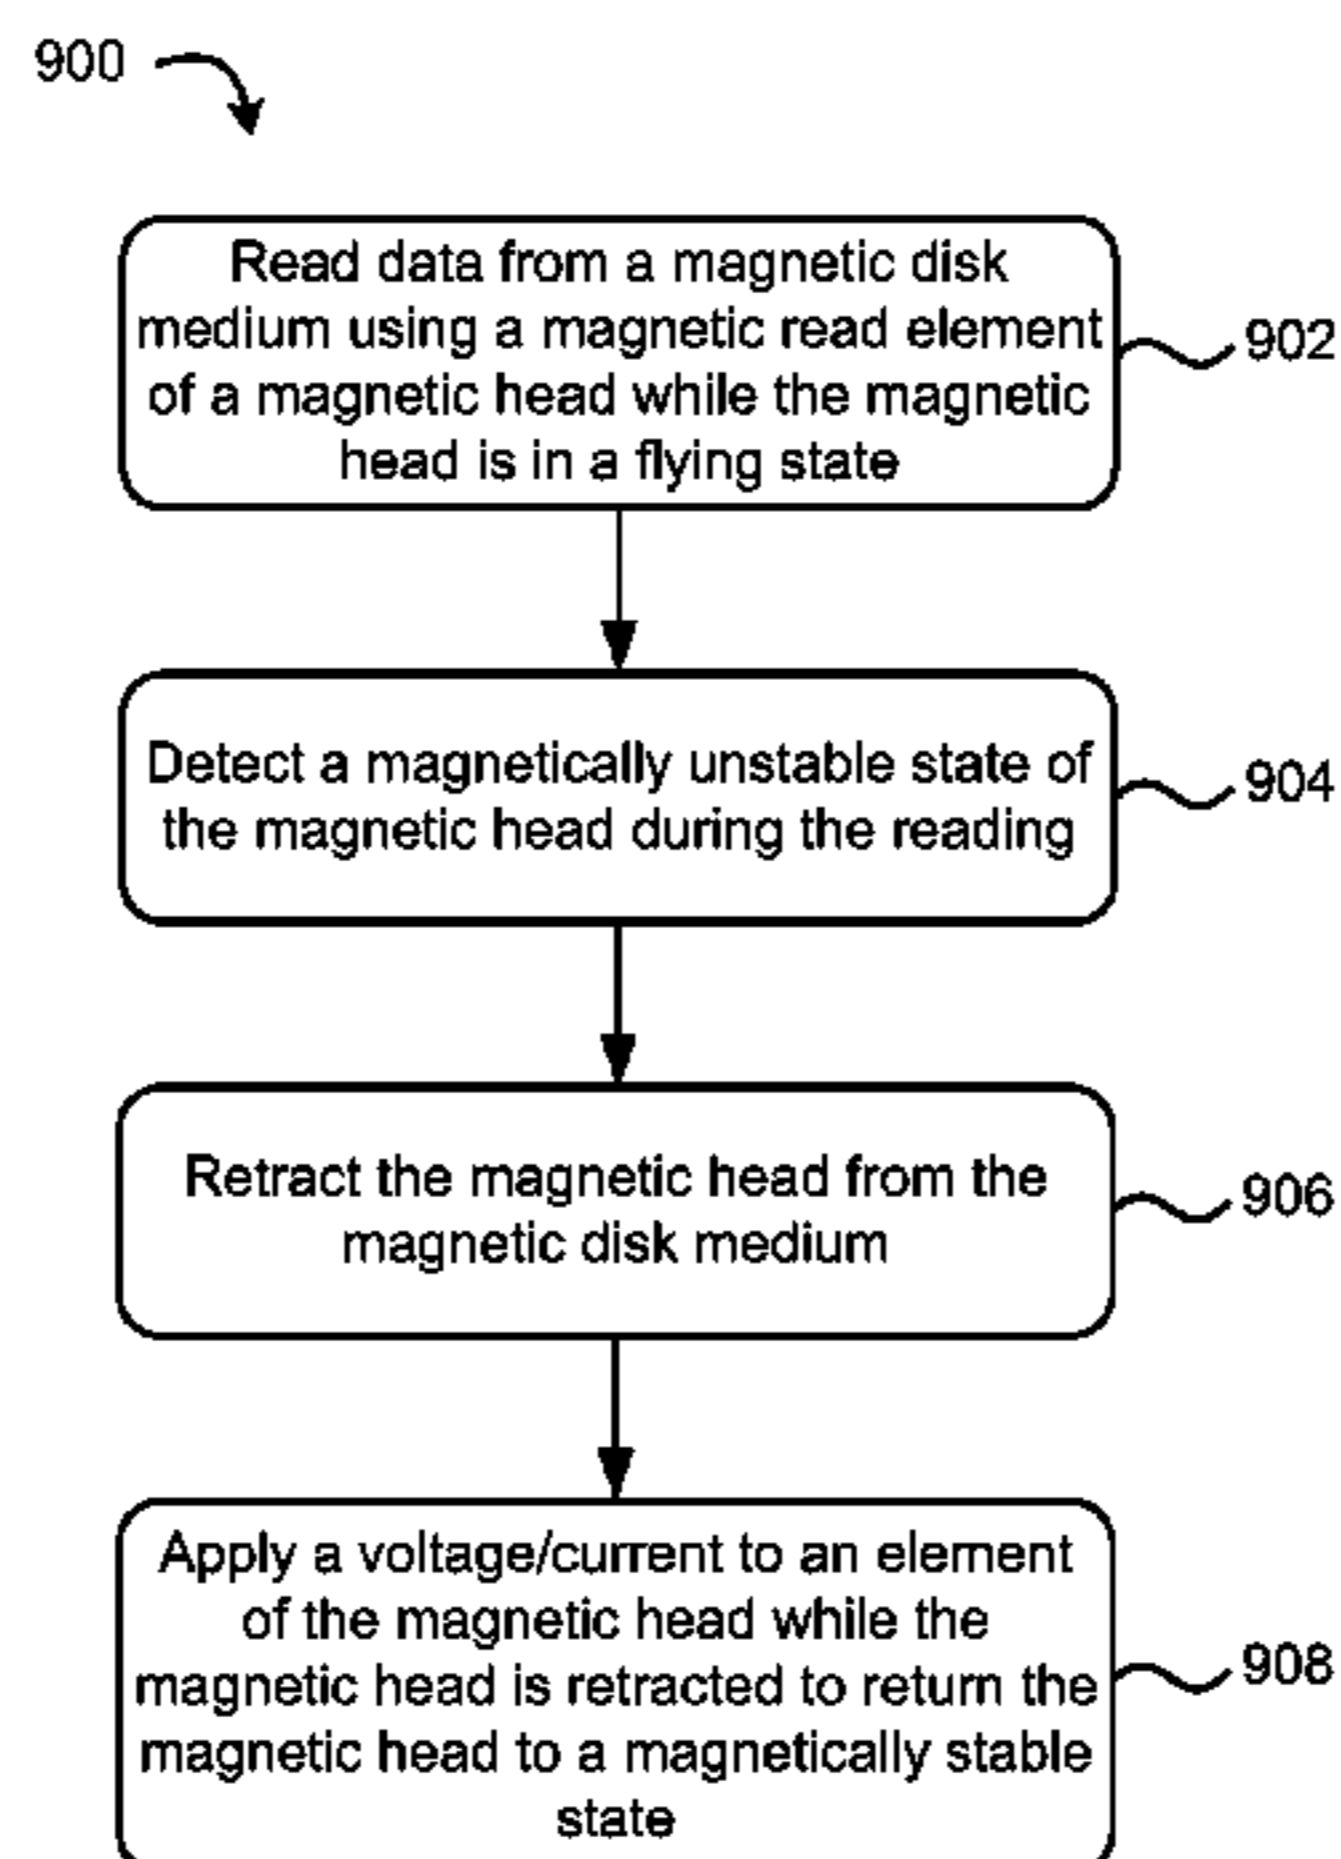 900
Read data from a magnetic disk
medium using a magnetic read element
of a magnetic head while the magnetic
head is in a flying state
902
Detect a magnetically unstable state of
the magnetic head during the reading
904
Retract the magnetic head from the
magnetic disk medium
906
Apply a voltage/current to an element
of the magnetic head while the
magnetic head is retracted to return the
magnetic head to a magnetically stable
state
908